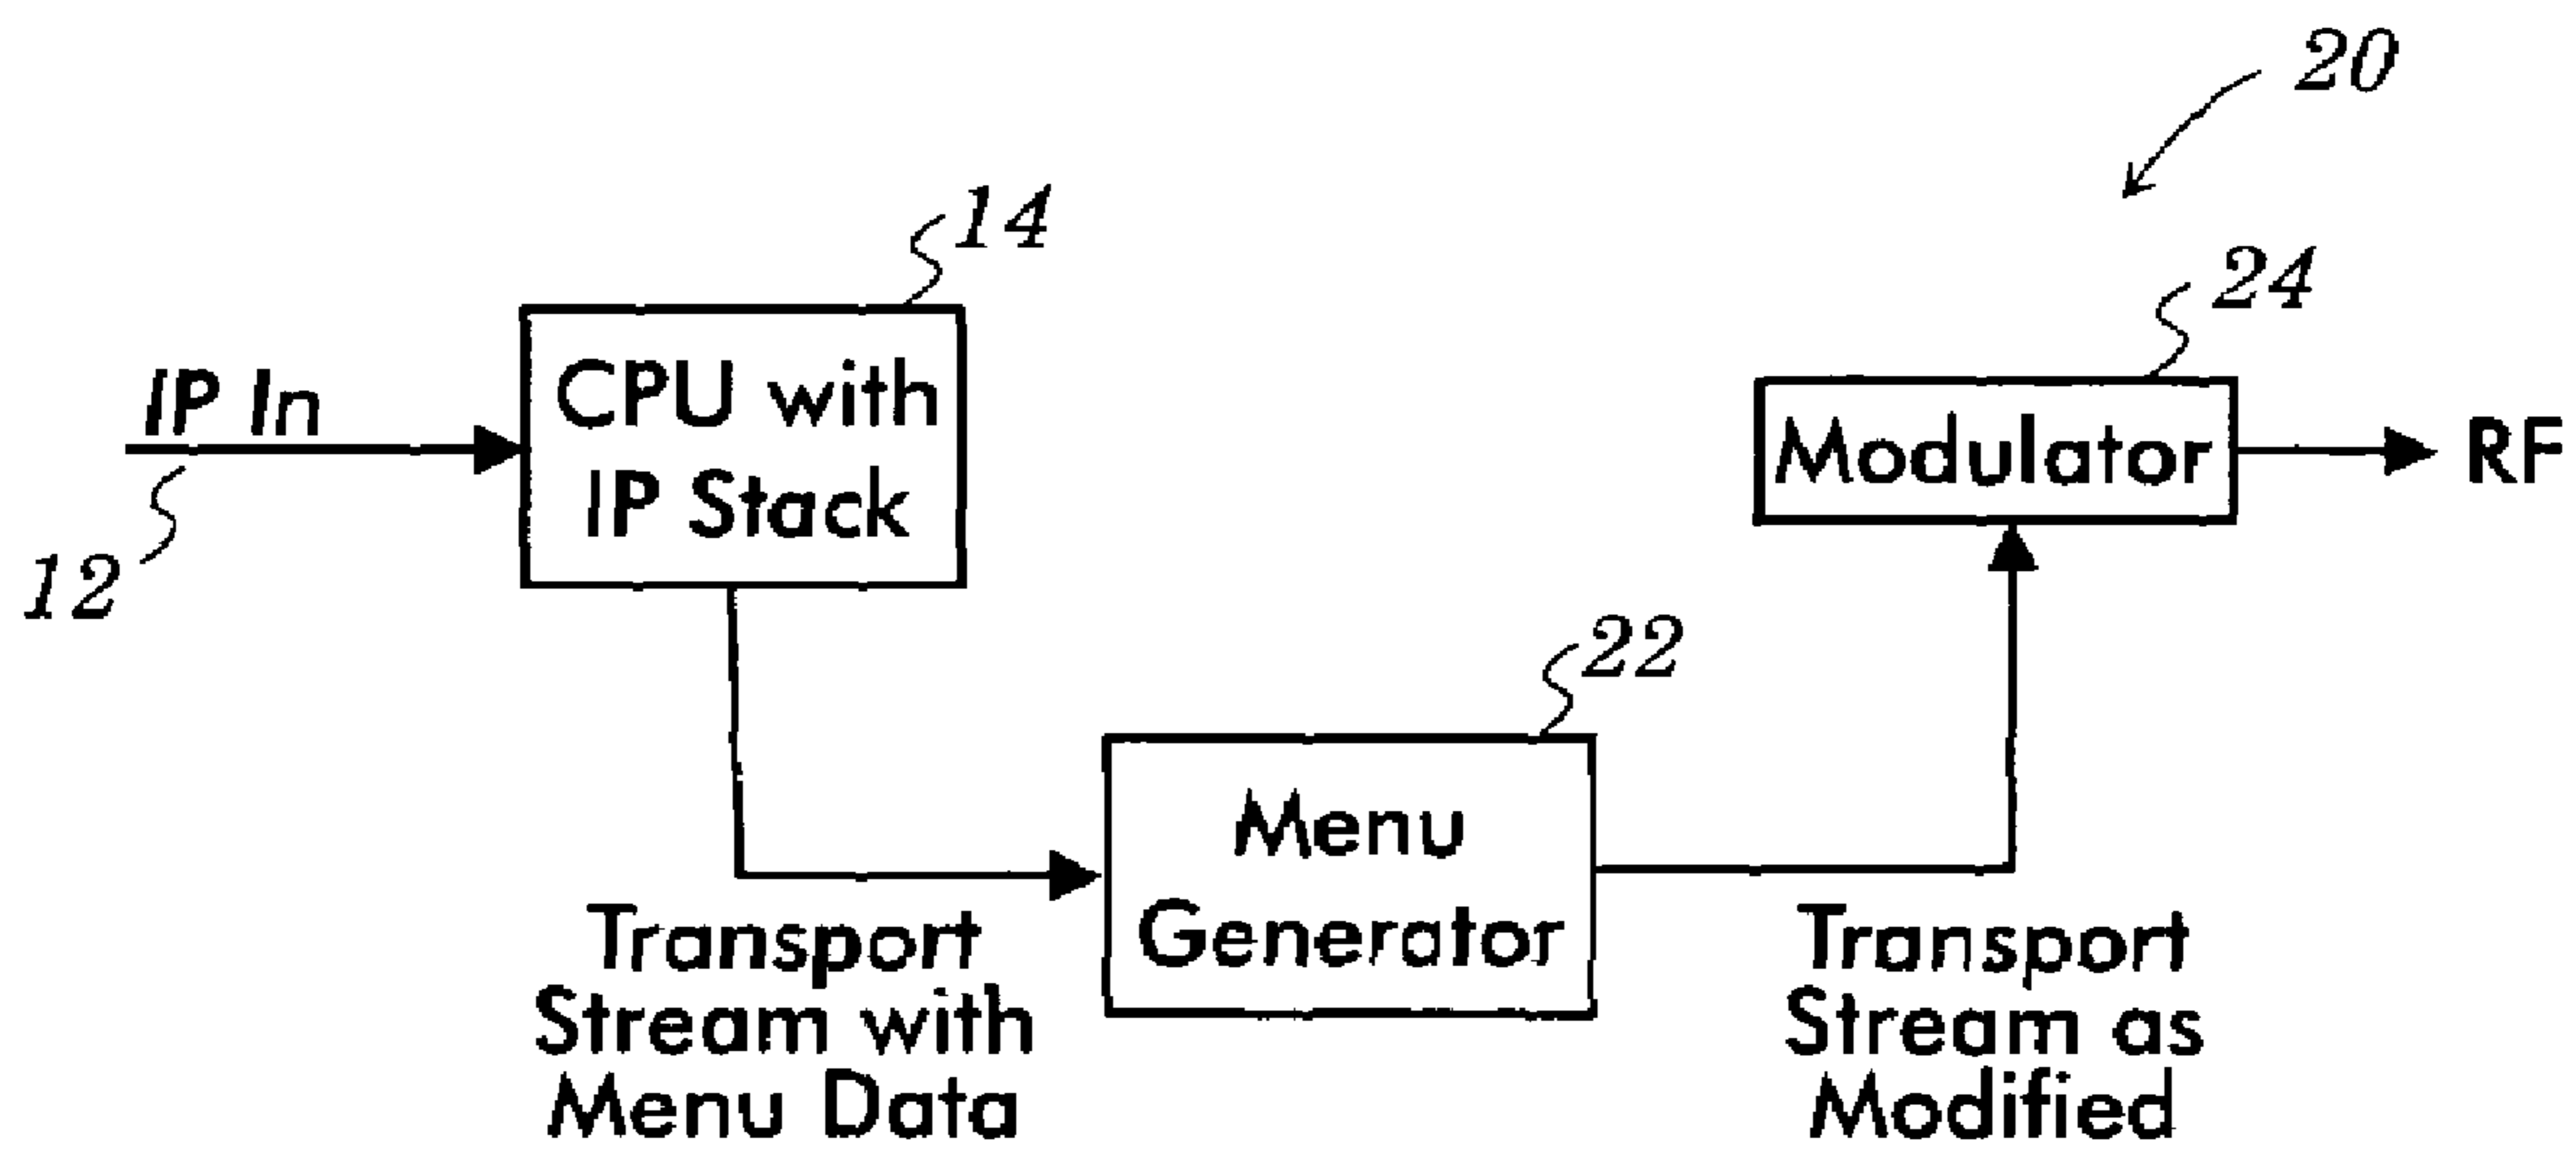 20
14
24
IP In
CPU with
IP Stack
Modulator
RF
12
22
Menu
Generator
Transport
Stream with
Menu Data
Transport
Stream as
Modified